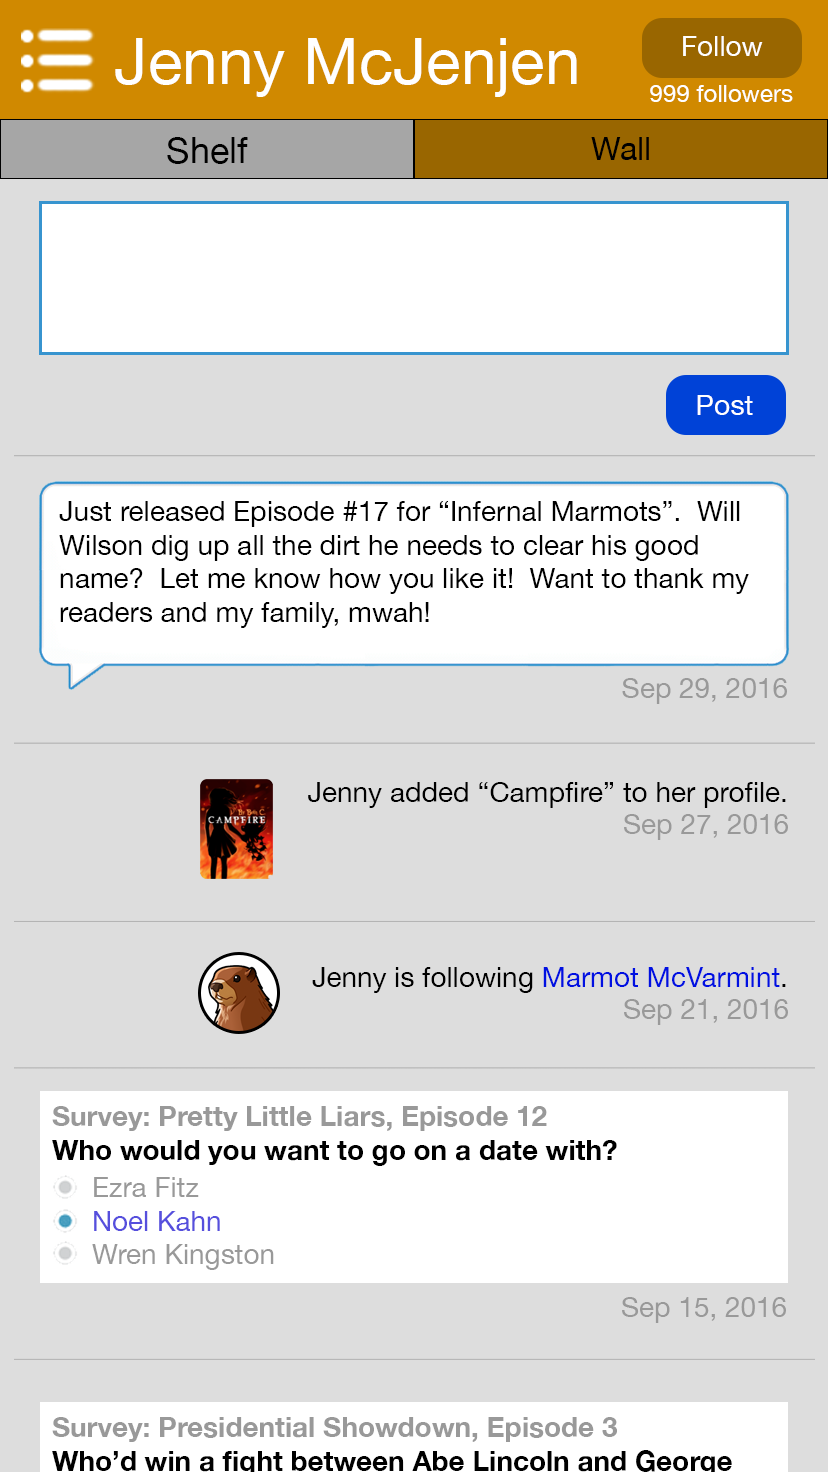 Jenny McJenjen
Follow
999 followers
Shelf
Wall
Post
Just released Episode #17 for “Infernal Marmots”.  Will
Wilson dig up all the dirt he needs to clear his good
name?  Let me know how you like it!  Want to thank my
readers and my family, mwah!
Sep 29, 2016
CAMPFIRE
Jenny added “Campfire” to her profile.
Sep 27, 2016
Jenny is following Marmot McVarmint.
Sep 21, 2016
Survey: Pretty Little Liars, Episode 12
Who would you want to go on a date with?
Ezra Fitz
Noel Kahn
Wren Kingston
Sep 15, 2016
Survey: Presidential Showdown, Episode 3
Who’d win a fight between Abe Lincoln and George